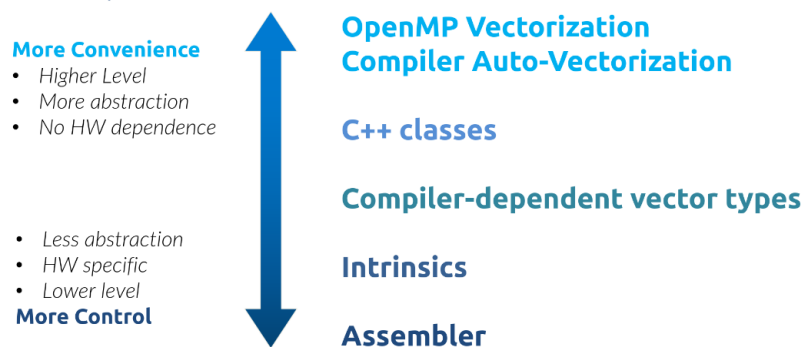 More Convenience
• Higher Level
• More abstraction
• No HW dependence
• Less abstraction
• HW specific
• Lower level
More Control
OpenMP Vectorization
Compiler Auto-Vectorization
C++ classes
Compiler-dependent vector types
Intrinsics
Assembler